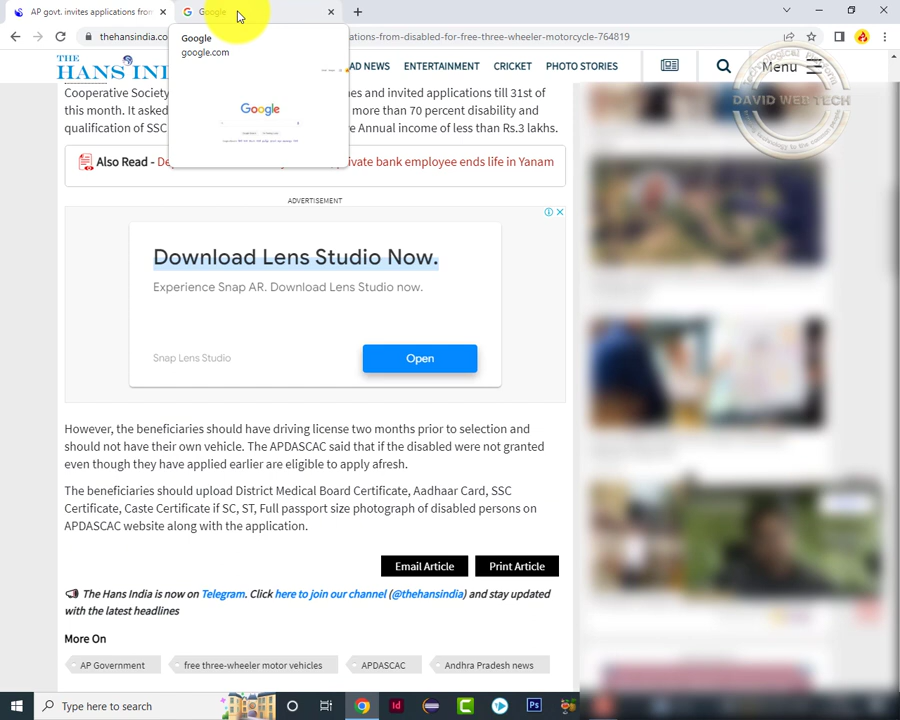 AP govt. invites applications from
Google
thehansindia.co
ations-from-disabled-for-free-three-wheeler-motorcycle-764819
Google
google.com
Google
THE
HANS INDI
AD NEWS
ENTERTAINMENT
CRICKET
PHOTO STORIES
Menu
DAVID WEB TECH
Cooperative Society
nes and invited applications till 31st of
this month. It asked
more than 70 percent disability and
qualification of SSC
ve Annual income of less than Rs.3 lakhs.
Also Read - De
private bank employee ends life in Yanam
ADVERTISEMENT
Download Lens Studio Now.
Experience Snap AR. Download Lens Studio now.
Snap Lens Studio
Open
However, the beneficiaries should have driving license two months prior to selection and
should not have their own vehicle. The APDASCAC said that if the disabled were not granted
even though they have applied earlier are eligible to apply afresh.
The beneficiaries should upload District Medical Board Certificate, Aadhaar Card, SSC
Certificate, Caste Certificate if SC, ST, Full passport size photograph of disabled persons on
APDASCAC website along with the application.
Email Article
Print Article
The Hans India is now on Telegram. Click here to join our channel (@thehansindia) and stay updated
with the latest headlines
More On
AP Government
free three-wheeler motor vehicles
APDASCAC
Andhra Pradesh news
Type here to search
Id
Ps